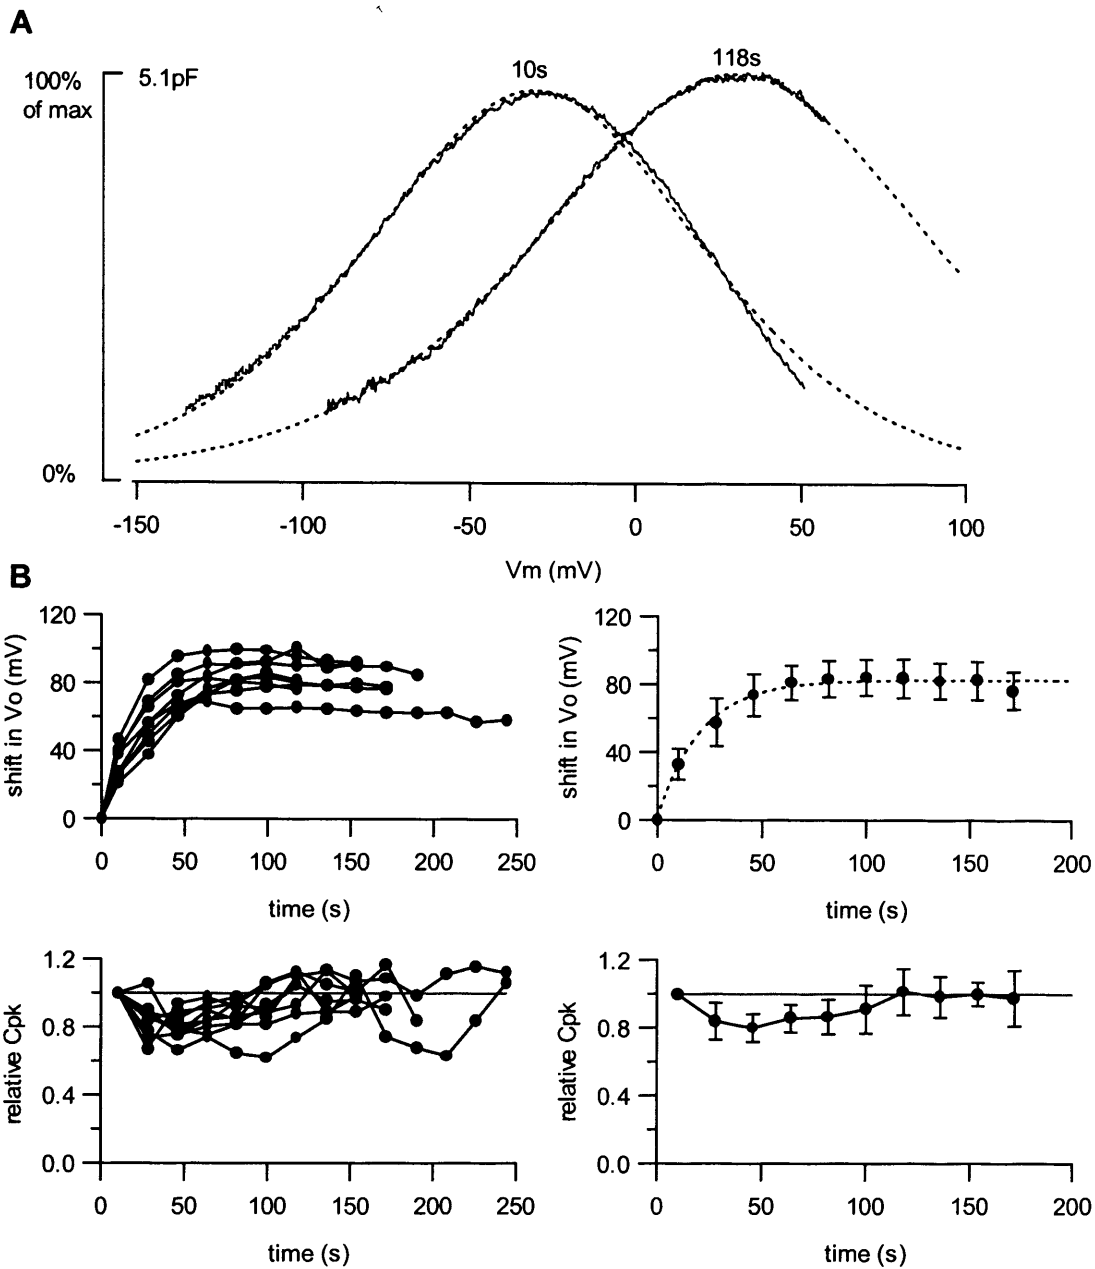 A
100%
of max
5.1pF
10s
118s
0%
-150 -100 -50 0 50 100
Vm (mV)
B
120
80
40
0
shift in Vo (mV)
0 50 100 150 200 250
time (s)
120
80
40
0
shift in Vo (mV)
0 50 100 150 200
time (s)
1.2
0.8
0.4
0.0
relative Cpk
0 50 100 150 200 250
time (s)
1.2
0.8
0.4
0.0
relative Cpk
0 50 100 150 200
time (s)